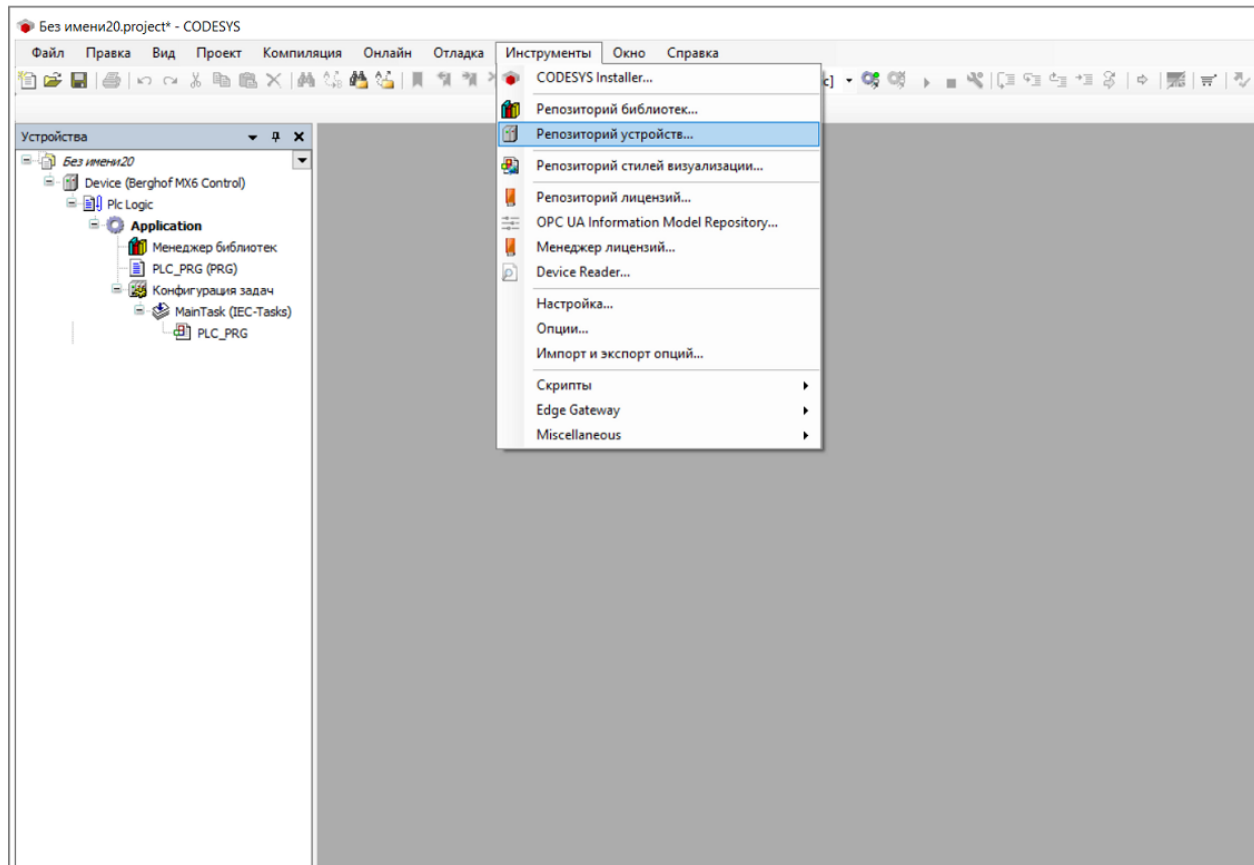 Без имени20.project* - CODESYS
Файл Правка Вид Проект Компиляция Онлайн Отладка Инструменты Окно Справка
CODESYS Installer...
Репозиторий библиотек...
Репозиторий устройств...
Репозиторий стилей визуализации...
Репозиторий лицензий...
OPC UA Information Model Repository...
Менеджер лицензий...
Device Reader...
Настройка...
Опции...
Импорт и экспорт опций...
Скрипты
Edge Gateway
Miscellaneous
Устройства
Без имени20
Device (Berghof MX6 Control)
Plc Logic
Application
Менеджер библиотек
PLC_PRG (PRG)
Конфигурация задач
MainTask (IEC-Tasks)
PLC_PRG